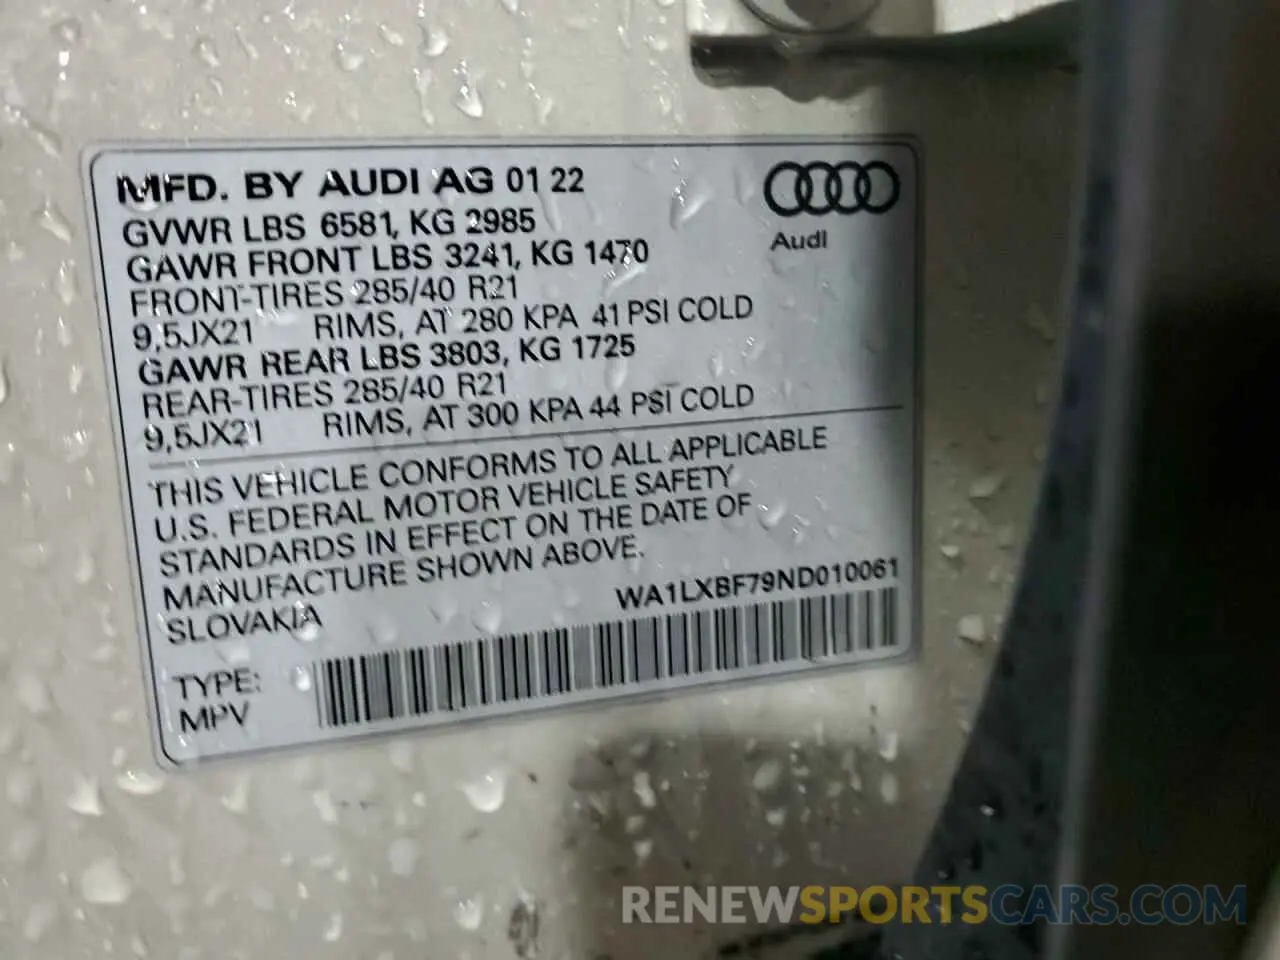 MFD. BY AUDI AG 01 22
Audi
GVWR LBS 6581, KG 2985
GAWR FRONT LBS 3241, KG 1470
FRONT-TIRES 285/40 R21
9,5JX21 RIMS, AT 280 KPA 41 PSI COLD
GAWR REAR LBS 3803, KG 1725
REAR-TIRES 285/40 R21
9,5JX21 RIMS, AT 300 KPA 44 PSI COLD
THIS VEHICLE CONFORMS TO ALL APPLICABLE
U.S. FEDERAL MOTOR VEHICLE SAFETY
STANDARDS IN EFFECT ON THE DATE OF
MANUFACTURE SHOWN ABOVE.
SLOVAKIA
WA1LXBF79ND010061
TYPE:
MPV
RENEWSPORTSCARS.COM